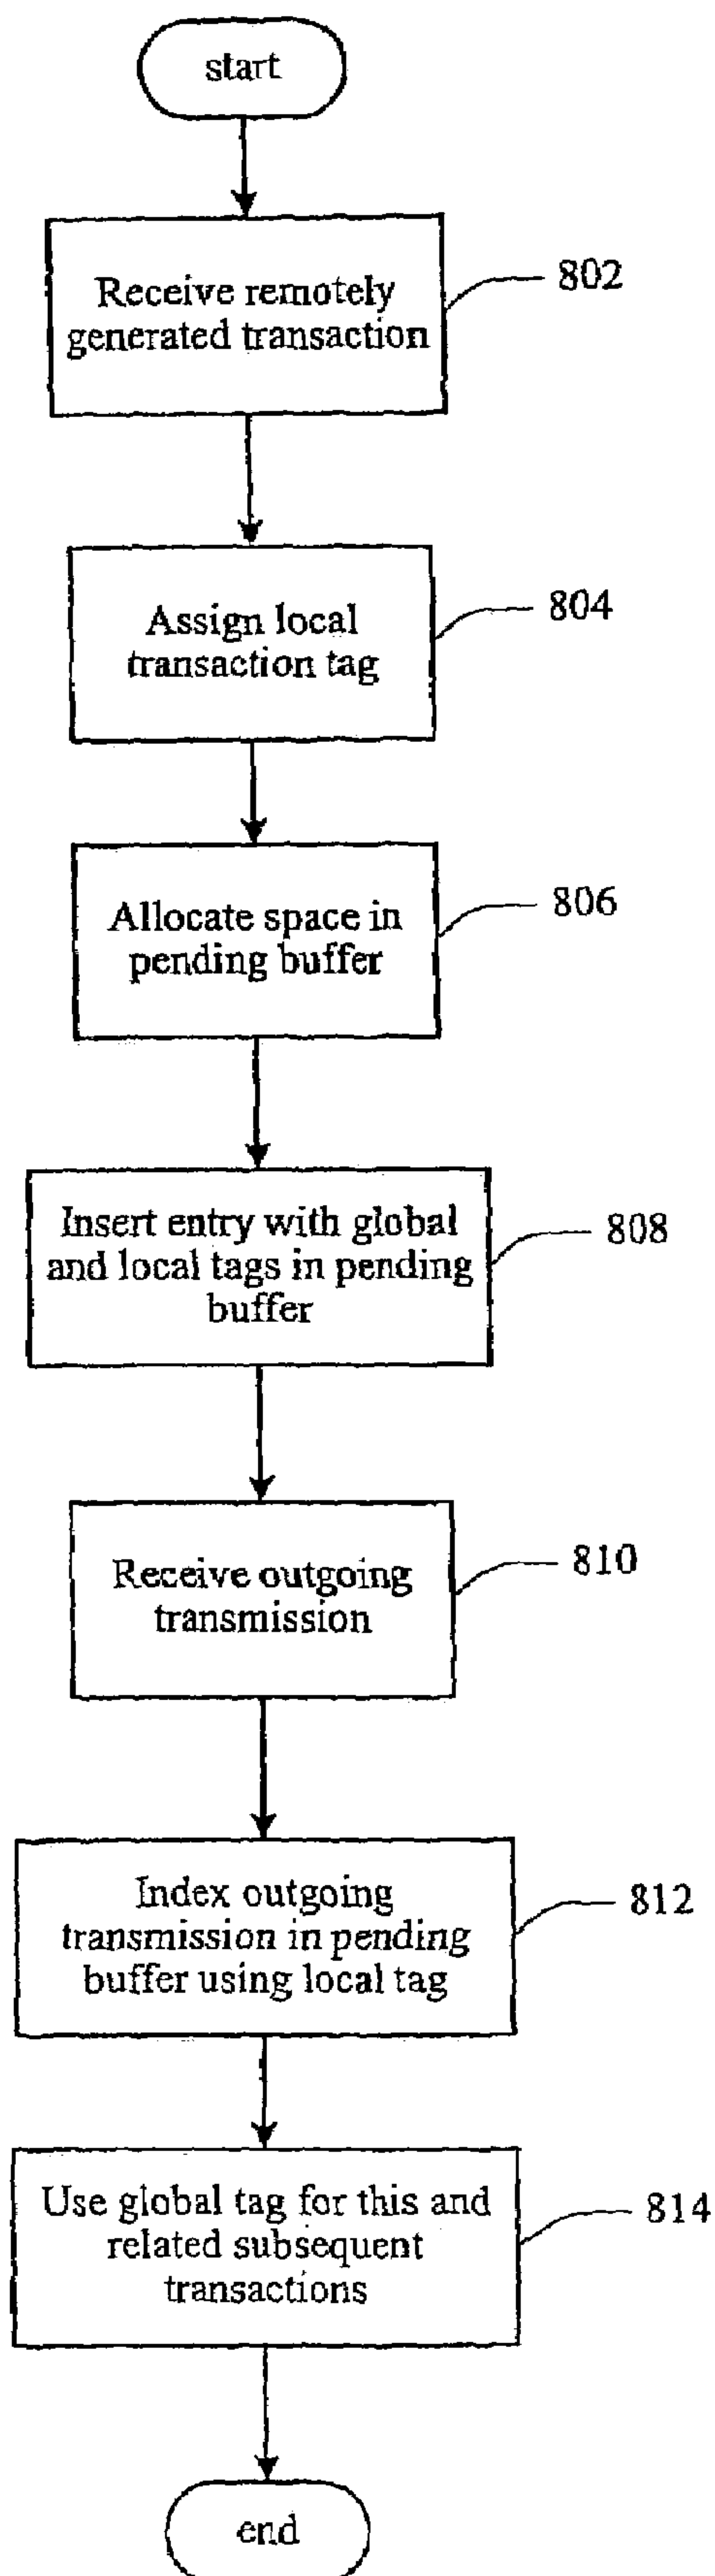 start
Receive remotely
generated transaction
802
Assign local
transaction tag
804
Allocate space in
pending buffer
806
Insert entry with global
and local tags in pending
buffer
808
Receive outgoing
transmission
810
Index outgoing
transmission in pending
buffer using local tag
812
Use global tag for this and
related subsequent
transactions
814
end